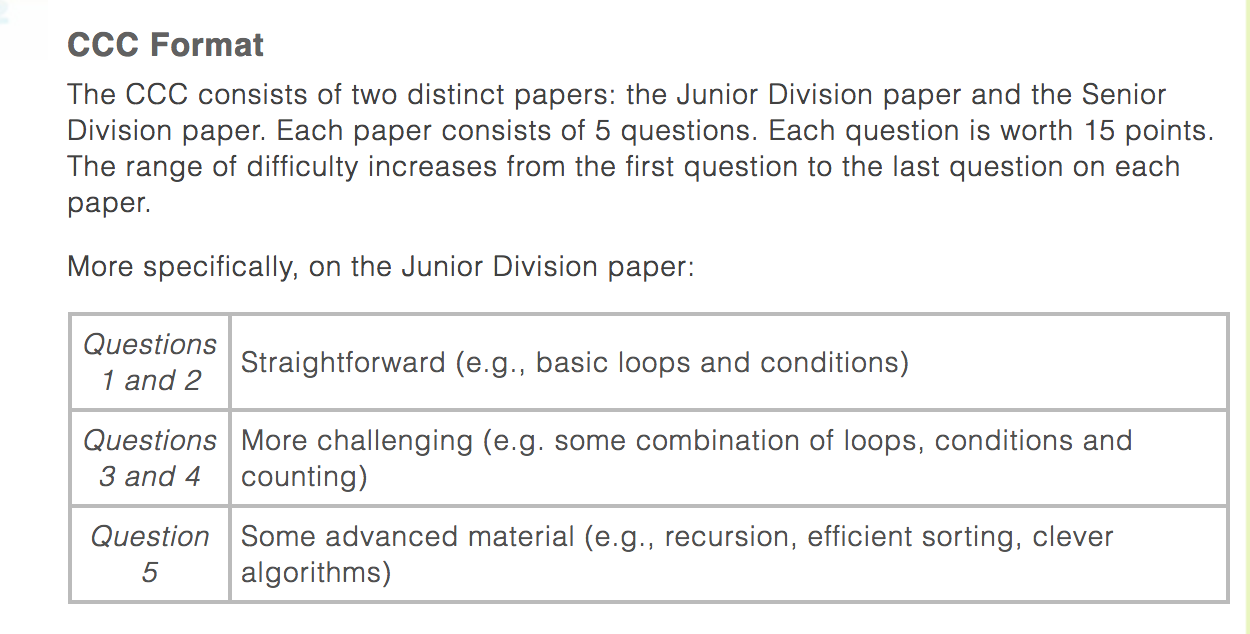 CCC Format
The CCC consists of two distinct papers: the Junior Division paper and the Senior
Division paper. Each paper consists of 5 questions. Each question is worth 15 points.
The range of difficulty increases from the first question to the last question on each
paper.
More specifically, on the Junior Division paper:
Questions
1 and 2
Straightforward (e.g., basic loops and conditions)
Questions
3 and 4
More challenging (e.g. some combination of loops, conditions and
counting)
Question
5
Some advanced material (e.g., recursion, efficient sorting, clever
algorithms)